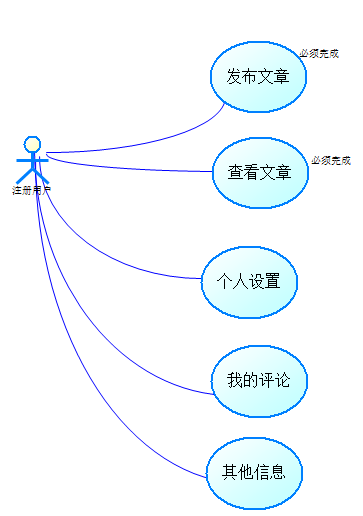 必须完成
发布文章
必须完成
查看文章
注册用户
个人设置
我的评论
其他信息